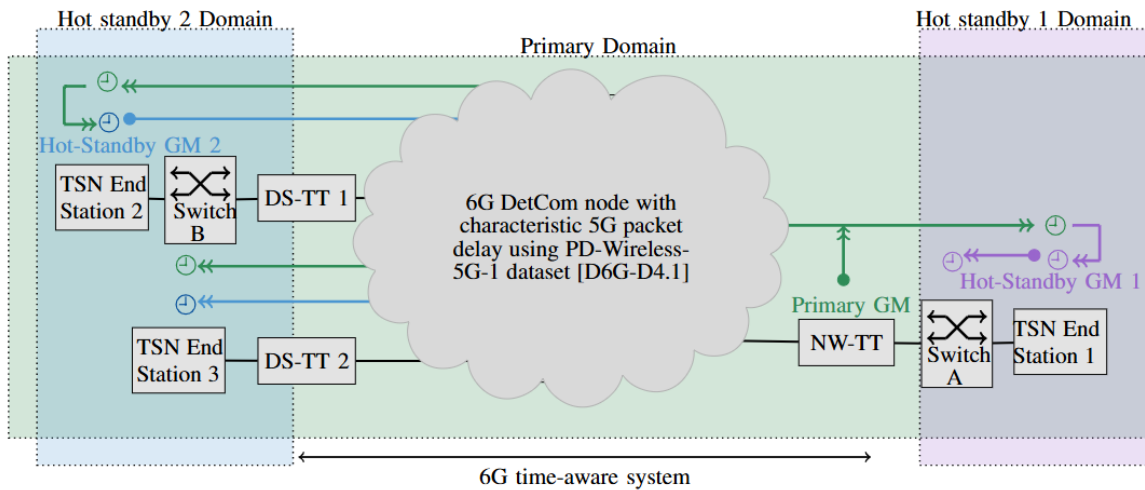 Hot standby 2 Domain
Hot standby 1 Domain
Primary Domain
Hot-Standby GM 2
TSN End
Station 2
Switch
B
DS-TT 1
6G DetCom node with
characteristic 5G packet
delay using PD-Wireless-
5G-1 dataset [D6G-D4.1]
Hot-Standby GM 1
Primary GM
TSN End
Station 3
DS-TT 2
NW-TT
Switch
A
TSN End
Station 1
6G time-aware system